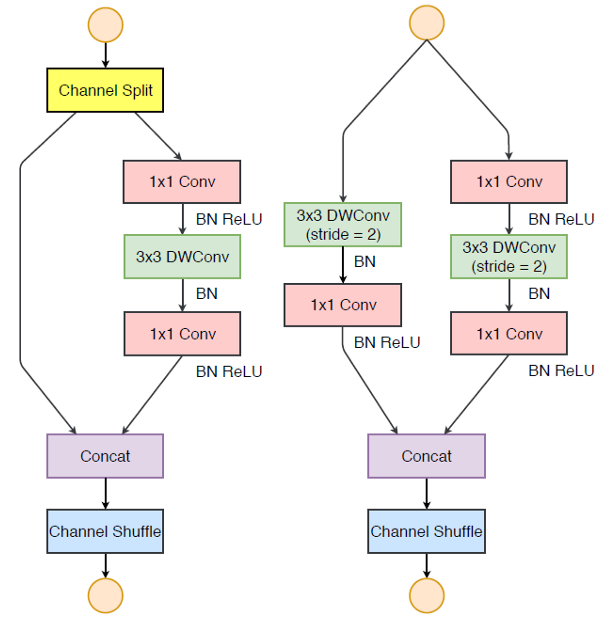 Channel Split
1x1 Conv
BN ReLU
3x3 DWConv
BN
1x1 Conv
BN ReLU
Concat
Channel Shuffle
3x3 DWConv
(stride = 2)
BN
1x1 Conv
BN ReLU
1x1 Conv
BN ReLU
3x3 DWConv
(stride = 2)
BN
1x1 Conv
BN ReLU
Concat
Channel Shuffle